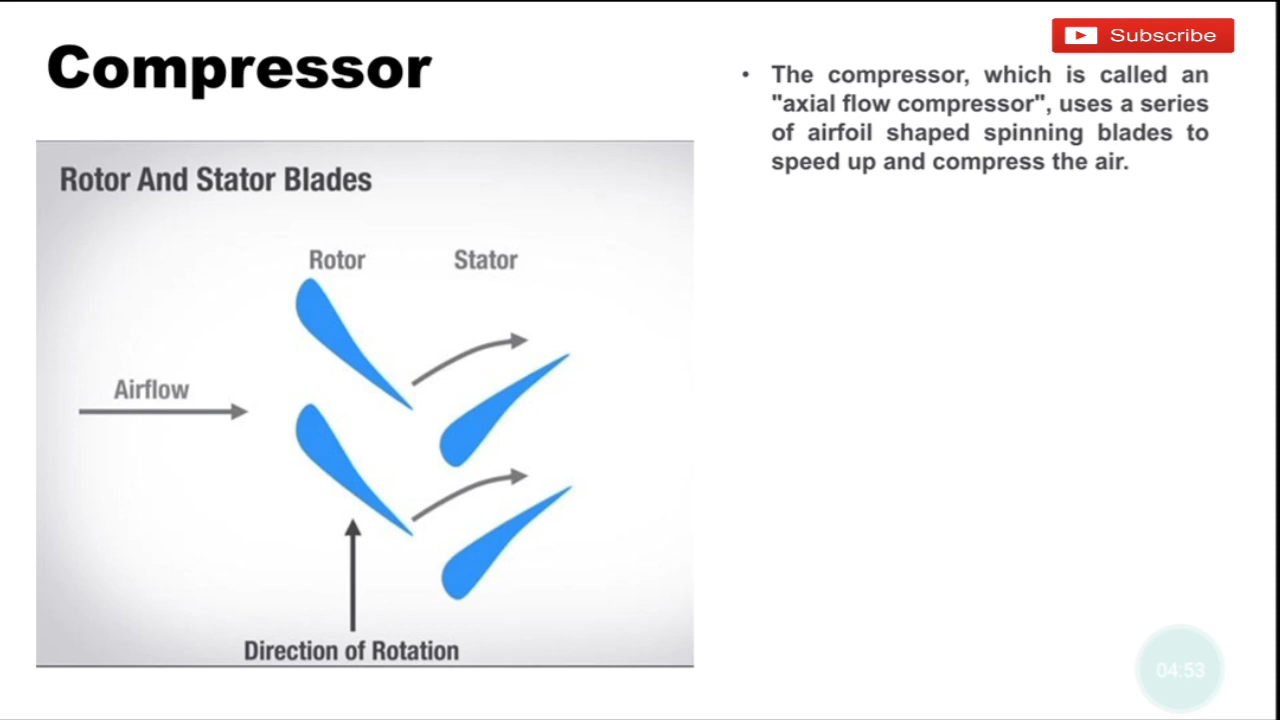 Compressor
Subscribe
• The compressor, which is called an
"axial flow compressor", uses a series
of airfoil shaped spinning blades to
speed up and compress the air.
Rotor And Stator Blades
Rotor
Stator
Airflow
Direction of Rotation
04:53